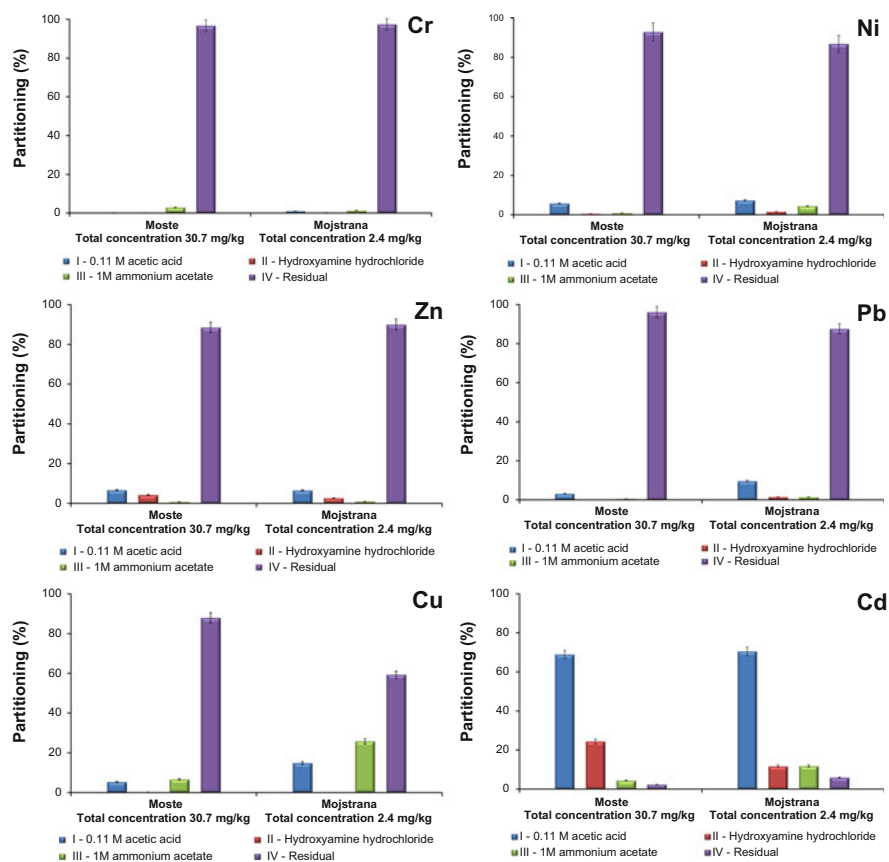 Cr
Partitioning (%)
100
80
60
40
20
0
Moste
Total concentration 30.7 mg/kg
Mojstrana
Total concentration 2.4 mg/kg
I - 0.11 M acetic acid
II - Hydroxyamine hydrochloride
III - 1M ammonium acetate
IV - Residual
Ni
Partitioning (%)
100
80
60
40
20
0
Moste
Total concentration 30.7 mg/kg
Mojstrana
Total concentration 2.4 mg/kg
I - 0.11 M acetic acid
II - Hydroxyamine hydrochloride
III - 1M ammonium acetate
IV - Residual
Zn
Partitioning (%)
100
80
60
40
20
0
Moste
Total concentration 30.7 mg/kg
Mojstrana
Total concentration 2.4 mg/kg
I - 0.11 M acetic acid
II - Hydroxyamine hydrochloride
III - 1M ammonium acetate
IV - Residual
Pb
Partitioning (%)
100
80
60
40
20
0
Moste
Total concentration 30.7 mg/kg
Mojstrana
Total concentration 2.4 mg/kg
I - 0.11 M acetic acid
II - Hydroxyamine hydrochloride
III - 1M ammonium acetate
IV - Residual
Cu
Partitioning (%)
100
80
60
40
20
0
Moste
Total concentration 30.7 mg/kg
Mojstrana
Total concentration 2.4 mg/kg
I - 0.11 M acetic acid
II - Hydroxyamine hydrochloride
III - 1M ammonium acetate
IV - Residual
Cd
Partitioning (%)
100
80
60
40
20
0
Moste
Total concentration 30.7 mg/kg
Mojstrana
Total concentration 2.4 mg/kg
I - 0.11 M acetic acid
II - Hydroxyamine hydrochloride
III - 1M ammonium acetate
IV - Residual